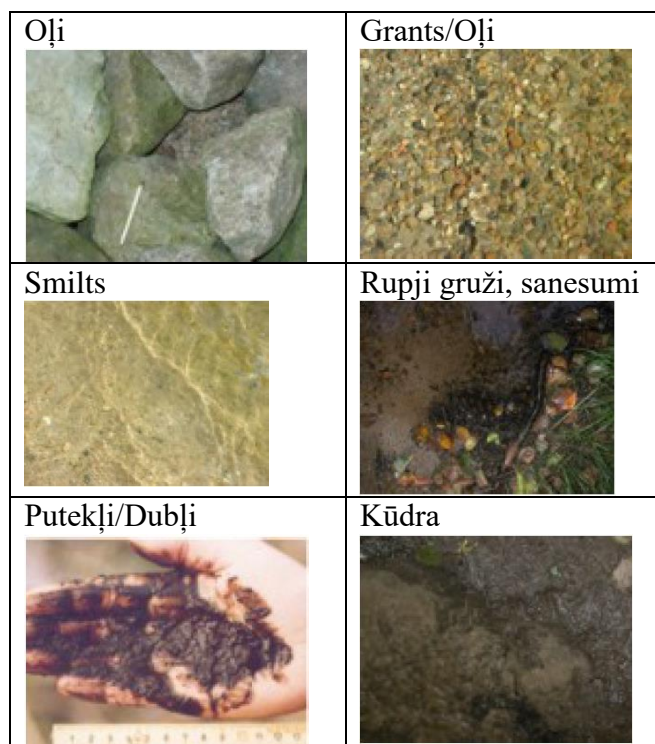 Oļi
Grants/Oļi
Smilts
Rupji gruži, sanesumi
Putekļi/Dubļi
Kūdra